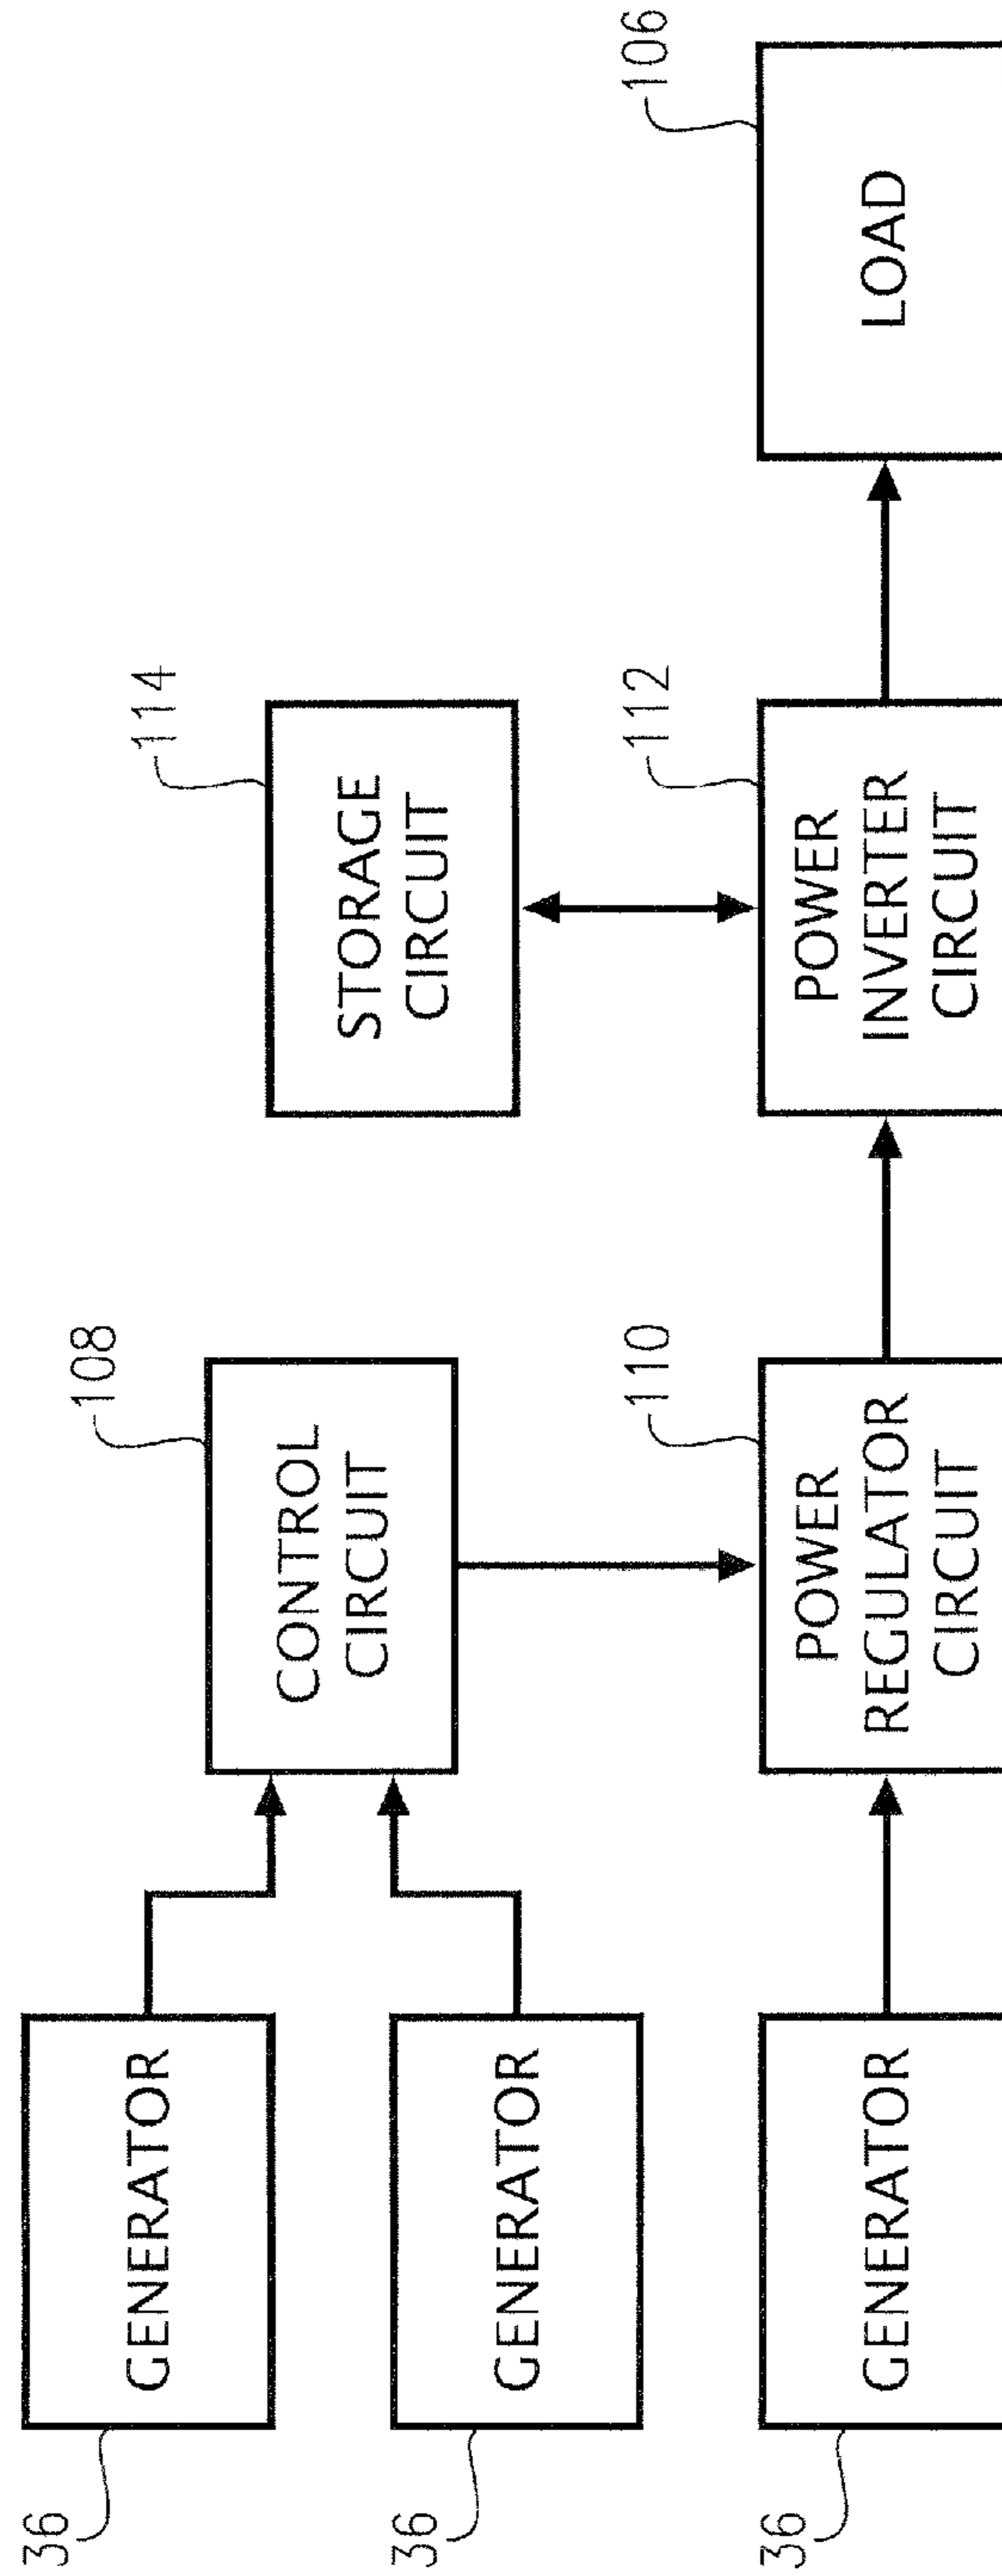 36
GENERATOR
36
GENERATOR
36
GENERATOR
108
CONTROL
CIRCUIT
110
POWER
REGULATOR
CIRCUIT
114
STORAGE
CIRCUIT
112
POWER
INVERTER
CIRCUIT
106
LOAD